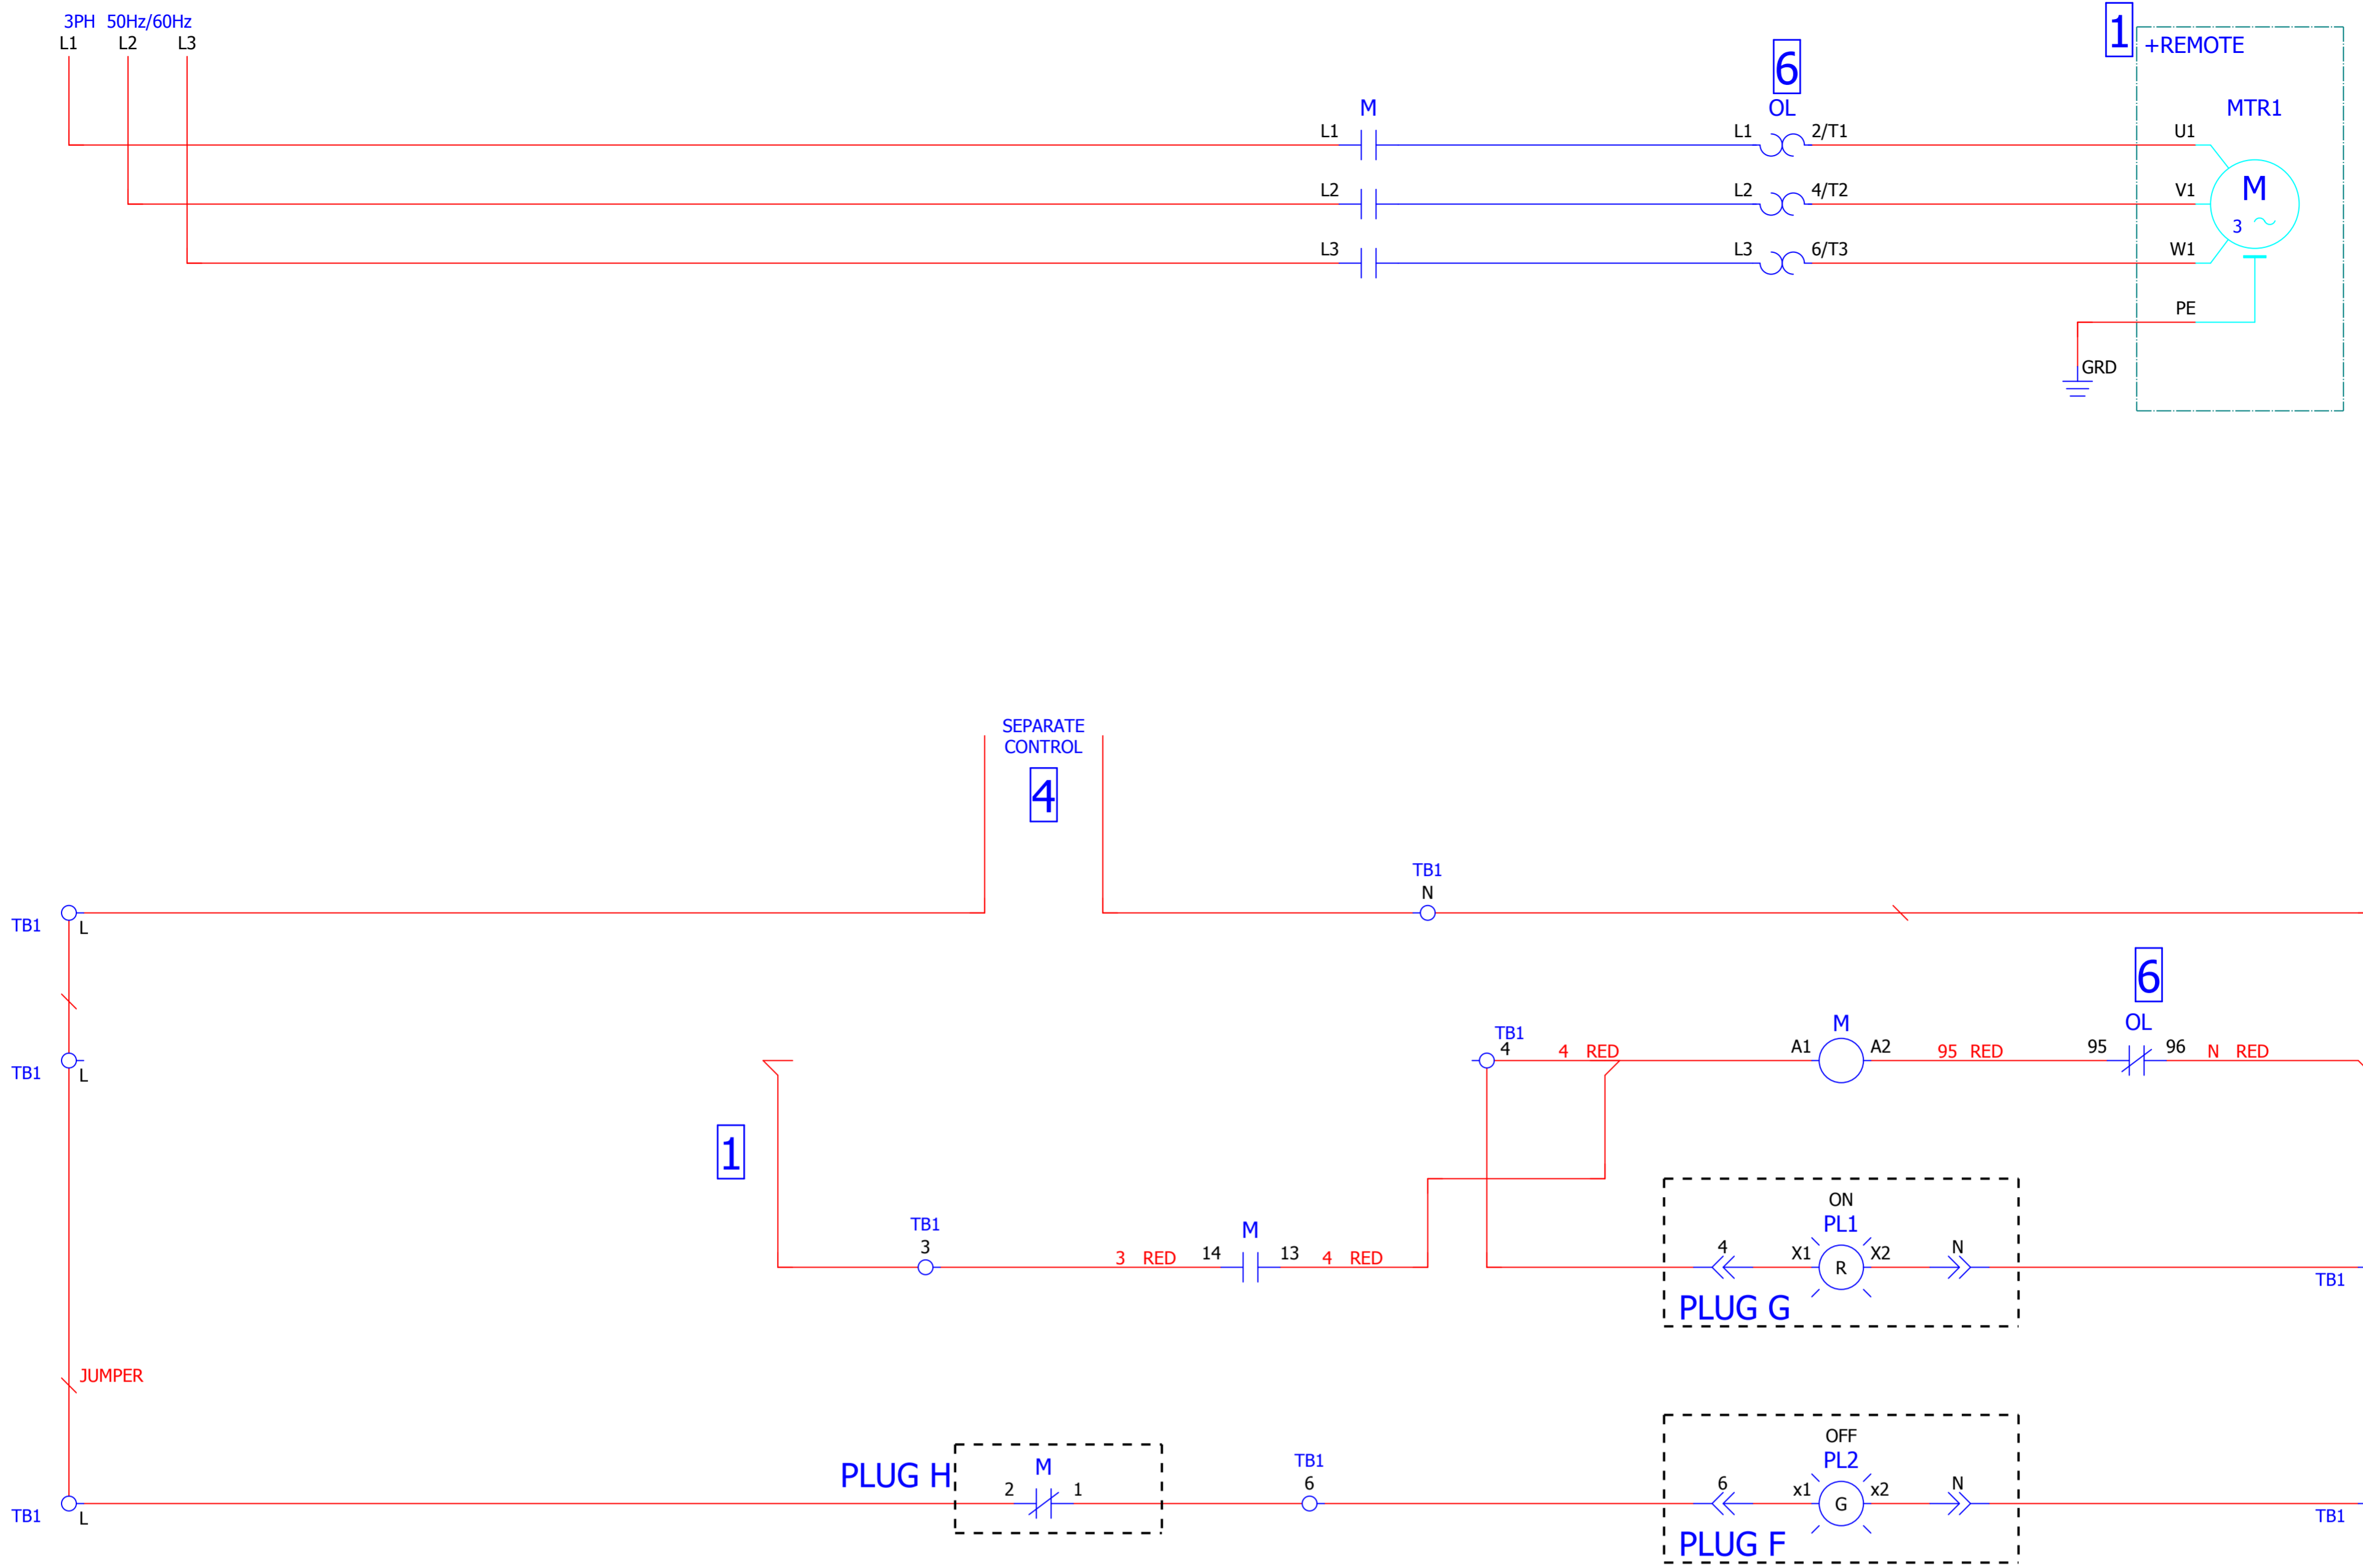 3PH 50Hz/60Hz
L1 L2 L3
1
+REMOTE
6
M
OL
MTR1
L1
L1 2/T1
U1
L2
L2 4/T2
V1
M
3
L3
L3 6/T3
W1
PE
GRD
SEPARATE
CONTROL
4
TB1
N
TB1
L
6
TB1
4
4 RED
M
A1 A2
95 RED
OL
95 96
N RED
TB1
L
1
TB1
3
3 RED
M
14 13
4 RED
ON
PL1
4
X1 R X2
N
TB1
PLUG G
JUMPER
OFF
PL2
PLUG H
M
2 1
TB1
6
6
x1 G x2
N
TB1
L
TB1
PLUG F